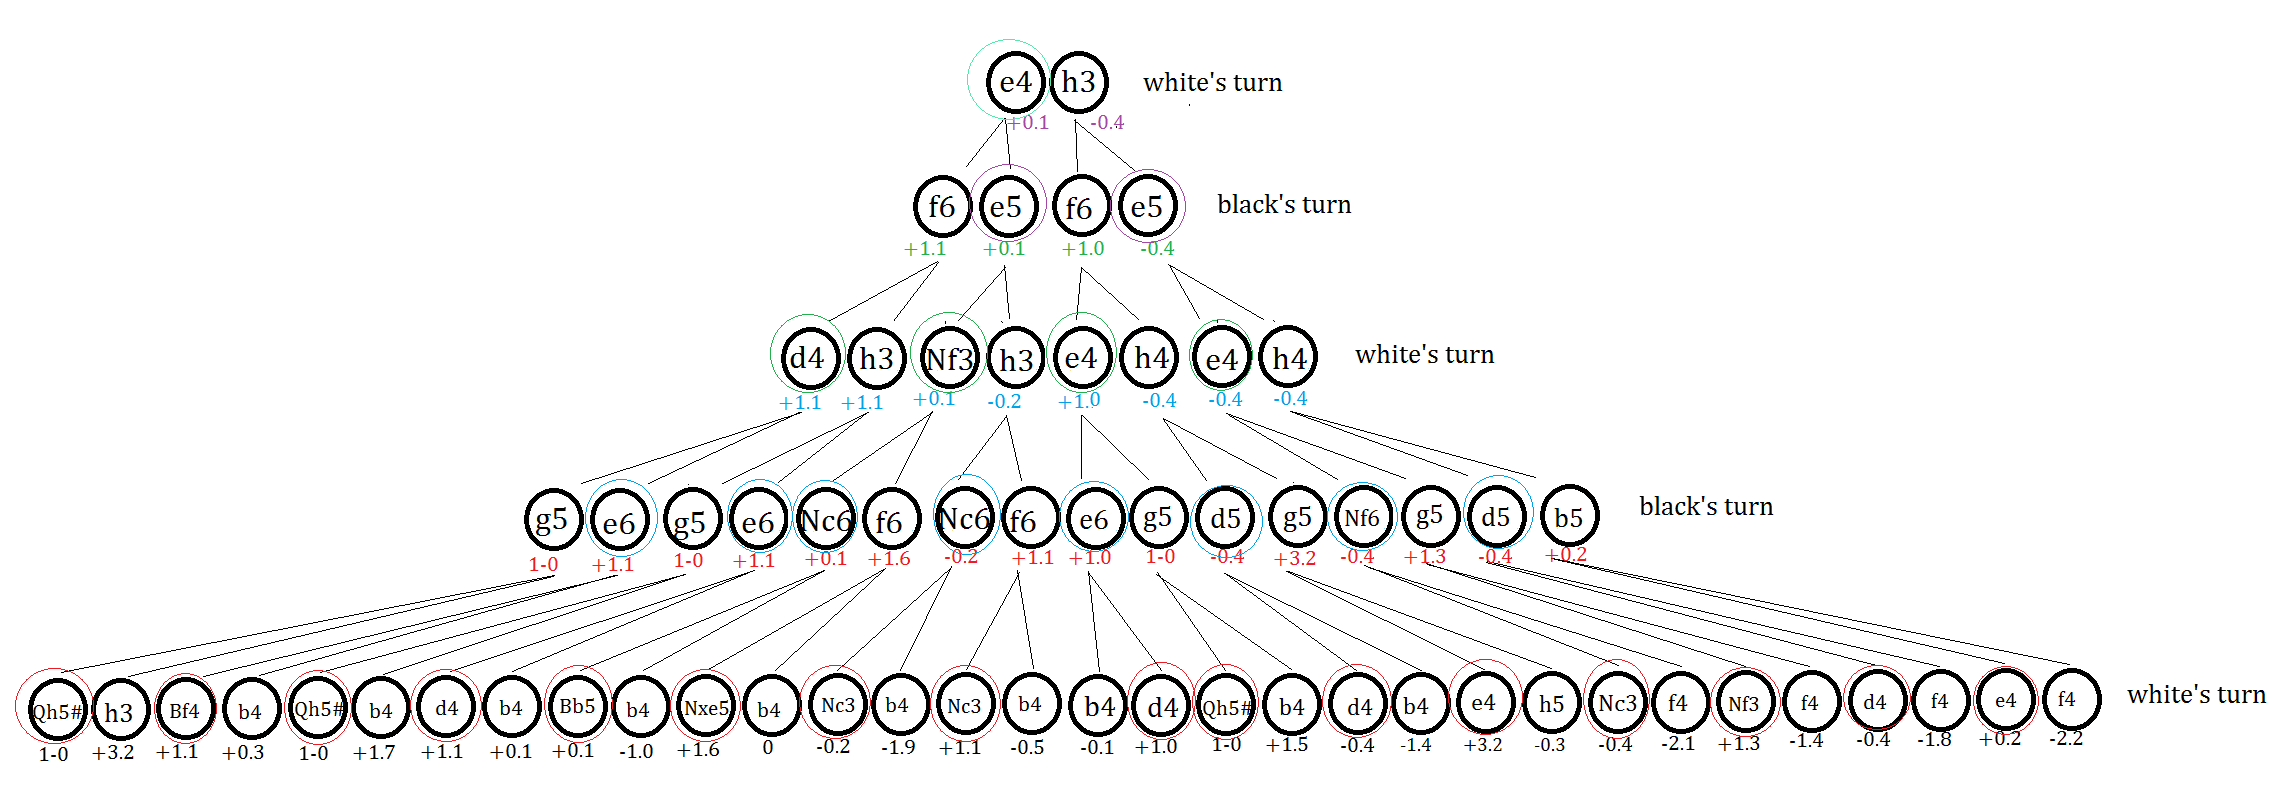 e4 h3 white's turn
+0.1 -0.4
f6 e5 f6 e5 black's turn
+1.1 +0.1 +1.0 -0.4
d4 h3 Nf3 h3 e4 h4 e4 h4 white's turn
+1.1 +1.1 +0.1 -0.2 +1.0 -0.4 -0.4 -0.4
g5 e6 g5 e6 Nc6 f6 Nc6 f6 e6 g5 d5 g5 Nf6 g5 d5 b5 black's turn
1-0 +1.1 1-0 +1.1 +0.1 +1.6 -0.2 +1.1 +1.0 1-0 -0.4 +3.2 -0.4 +1.3 -0.4 +0.2
Qh5# h3 Bf4 b4 Qh5# b4 d4 b4 Bb5 b4 Nxe5 b4 Nc3 b4 Nc3 b4 b4 d4 Qh5# b4 d4 b4 e4 h5 Nc3 f4 Nf3 f4 d4 f4 e4 f4 white's turn
1-0 +3.2 +1.1 +0.3 1-0 +1.7 +1.1 +0.1 +0.1 -1.0 +1.6 0 -0.2 -1.9 +1.1 -0.5 -0.1 +1.0 1-0 +1.5 -0.4 -1.4 +3.2 -0.3 -0.4 -2.1 +1.3 -1.4 -0.4 -1.8 +0.2 -2.2